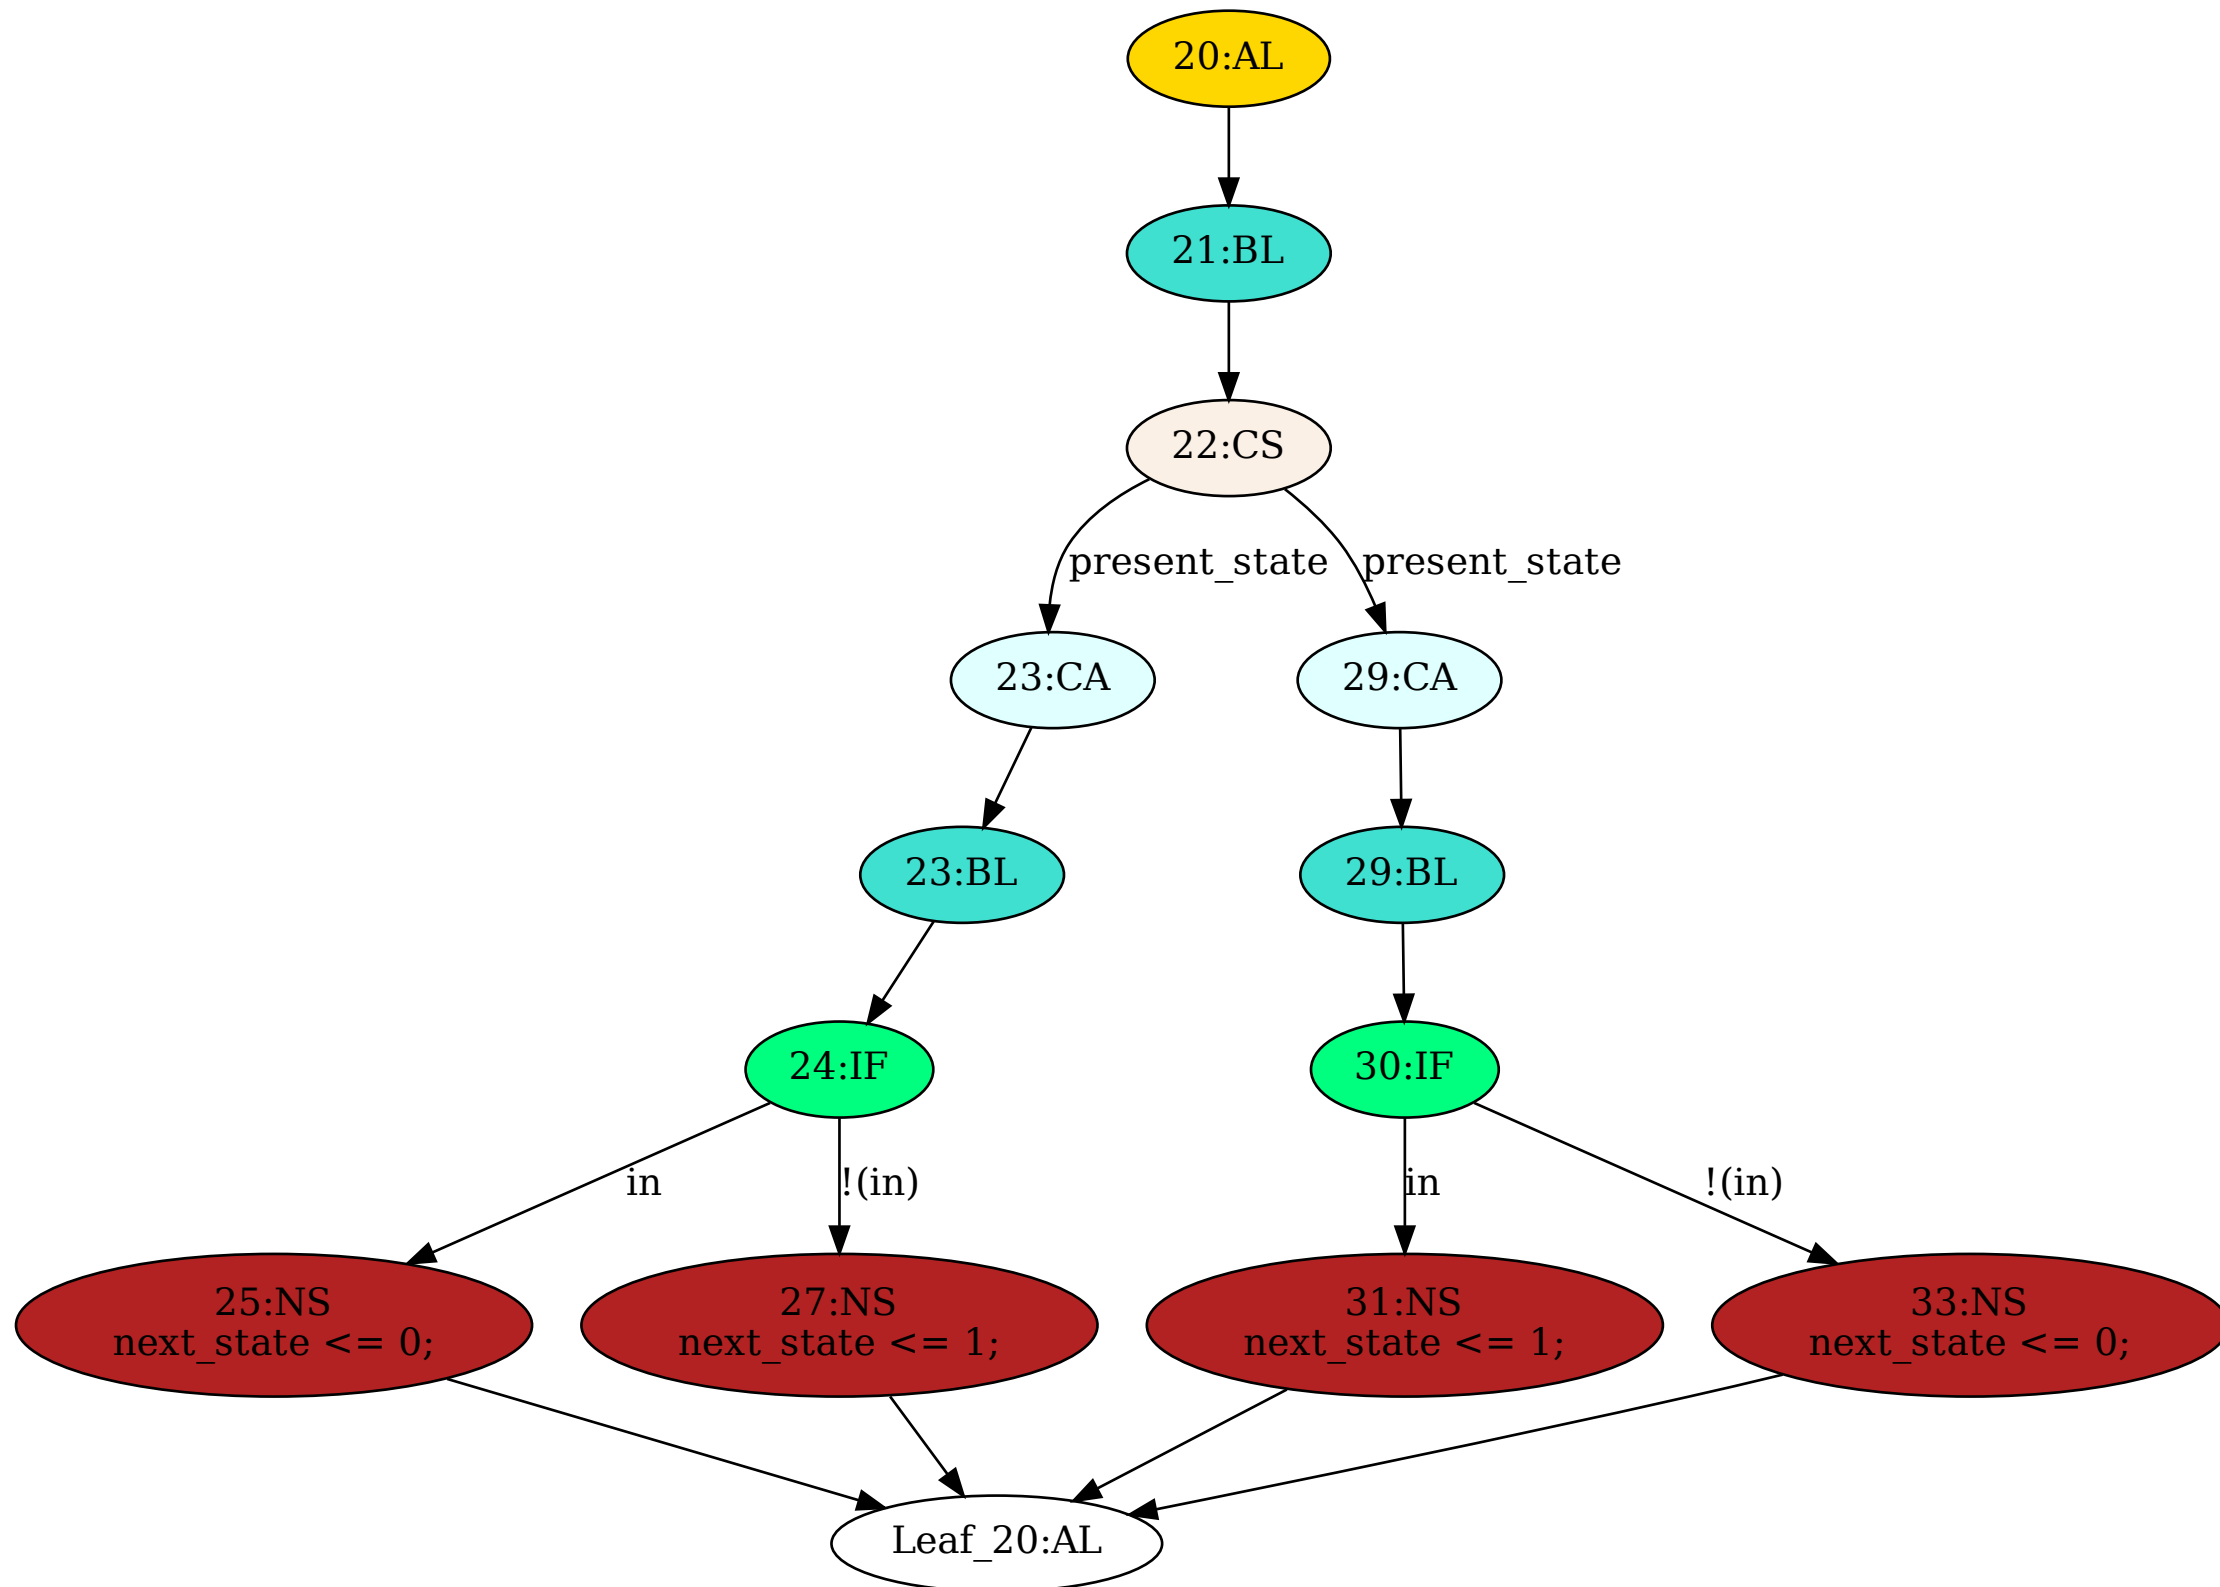 20:AL
21:BL
22:CS
present_state
present_state
23:CA
29:CA
23:BL
29:BL
24:IF
30:IF
in
!(in)
in
!(in)
25:NS
next_state <= 0;
27:NS
next_state <= 1;
31:NS
next_state <= 1;
33:NS
next_state <= 0;
Leaf_20:AL